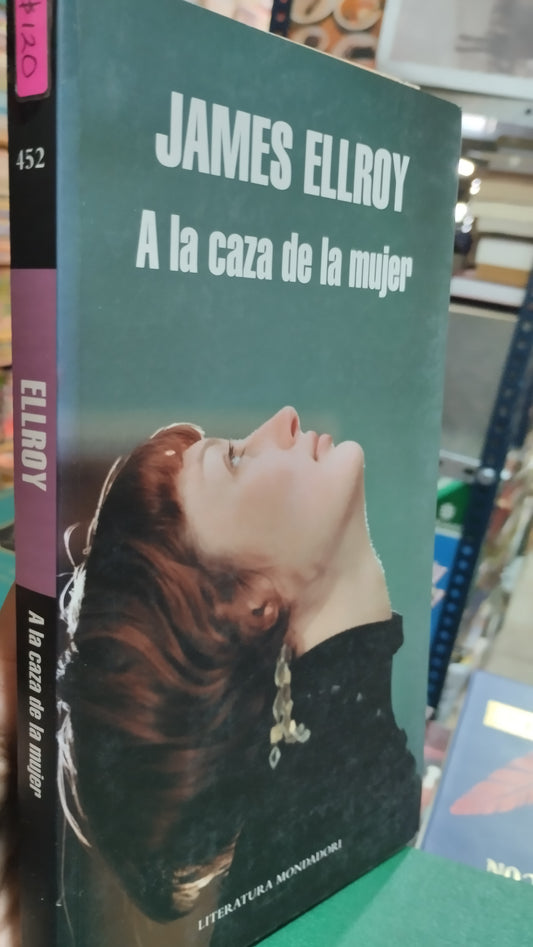 $120
452
ELLROY
A la caza de la mujer
JAMES ELLROY
A la caza de la mujer
LITERATURA MONDADORI